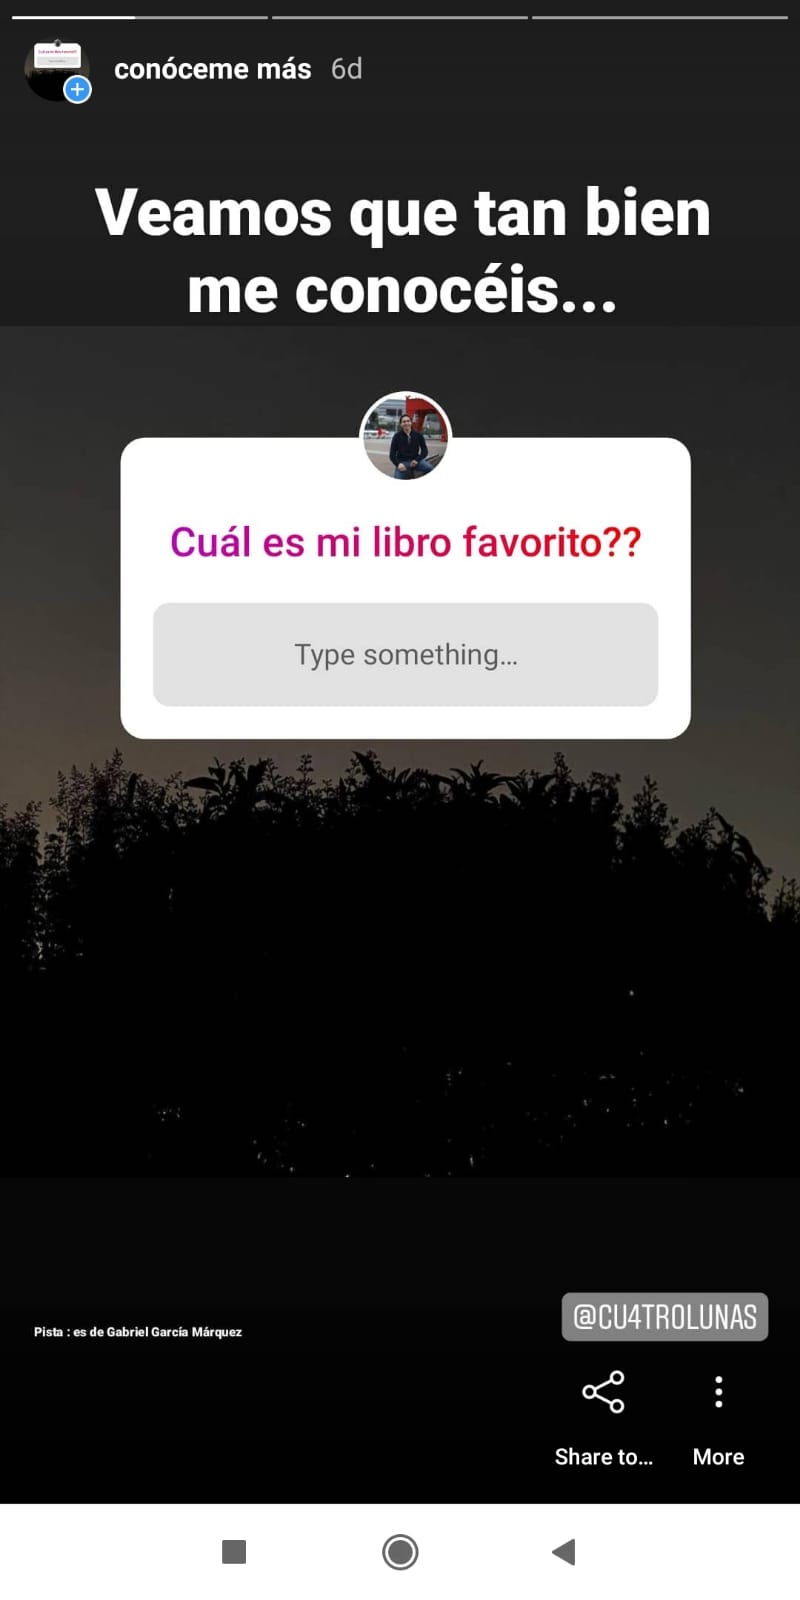 conóceme más 6d
Veamos que tan bien
me conocéis...
Cuál es mi libro favorito??
Type something...
@CU4TROLUNAS
Pista : es de Gabriel García Márquez
Share to... More